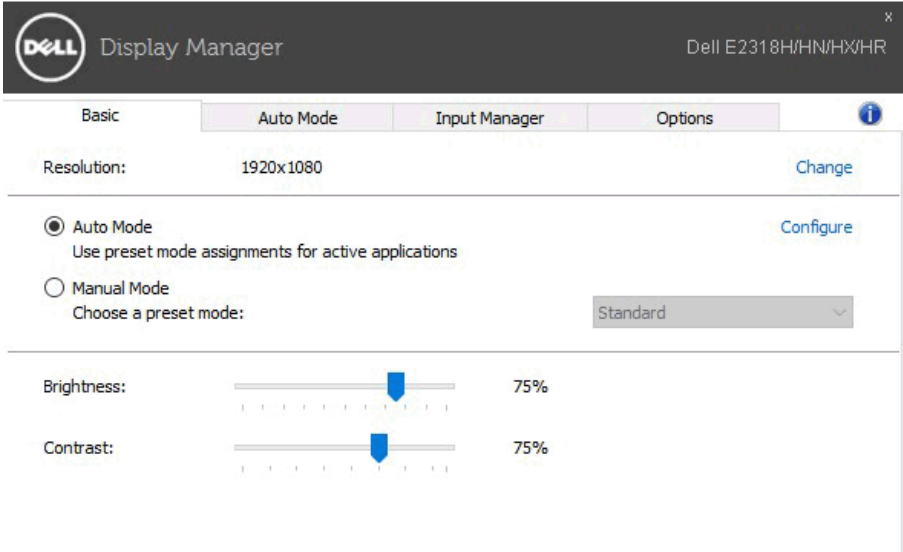 x
DELL Display Manager
Dell E2318H/HN/HX/HR
Basic Auto Mode Input Manager Options i
Resolution: 1920x1080 Change
Auto Mode Configure
Use preset mode assignments for active applications
Manual Mode
Choose a preset mode: Standard
Brightness: 75%
Contrast: 75%